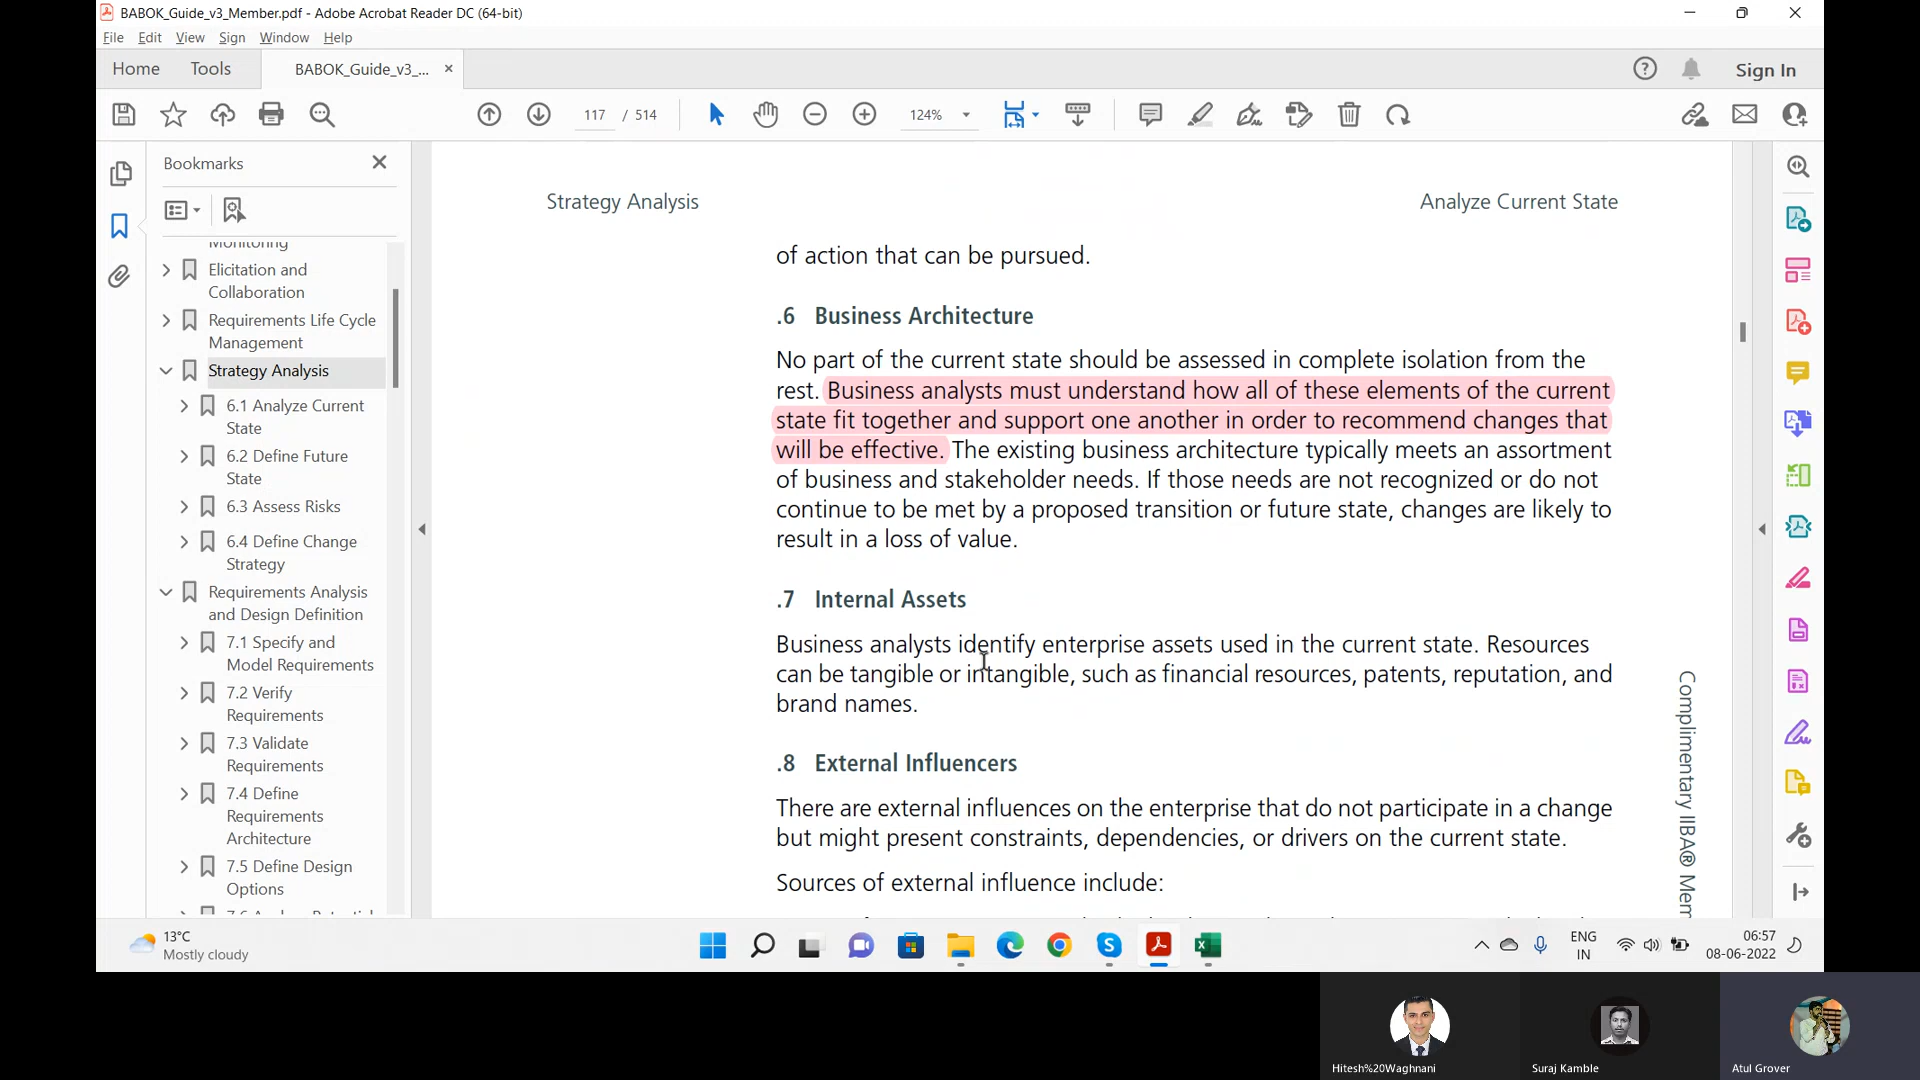 BABOK_Guide_v3_Member.pdf - Adobe Acrobat Reader DC (64-bit)
File Edit View Sign Window Help
Home Tools BABOK_Guide_v3_... × Sign In
117 / 514 124%
Bookmarks
Monitoring
Elicitation and
Collaboration
Requirements Life Cycle
Management
Strategy Analysis
6.1 Analyze Current
State
6.2 Define Future
State
6.3 Assess Risks
6.4 Define Change
Strategy
Requirements Analysis
and Design Definition
7.1 Specify and
Model Requirements
7.2 Verify
Requirements
7.3 Validate
Requirements
7.4 Define
Requirements
Architecture
7.5 Define Design
Options
Strategy Analysis Analyze Current State
of action that can be pursued.
.6 Business Architecture
No part of the current state should be assessed in complete isolation from the
rest. Business analysts must understand how all of these elements of the current
state fit together and support one another in order to recommend changes that
will be effective. The existing business architecture typically meets an assortment
of business and stakeholder needs. If those needs are not recognized or do not
continue to be met by a proposed transition or future state, changes are likely to
result in a loss of value.
.7 Internal Assets
Business analysts identify enterprise assets used in the current state. Resources
can be tangible or intangible, such as financial resources, patents, reputation, and
brand names.
.8 External Influencers
There are external influences on the enterprise that do not participate in a change
but might present constraints, dependencies, or drivers on the current state.
Sources of external influence include:
Complimentary IIBA® Mem
13°C
Mostly cloudy
ENG
IN
06:57
08-06-2022
Hitesh%20Waghnani Suraj Kamble Atul Grover